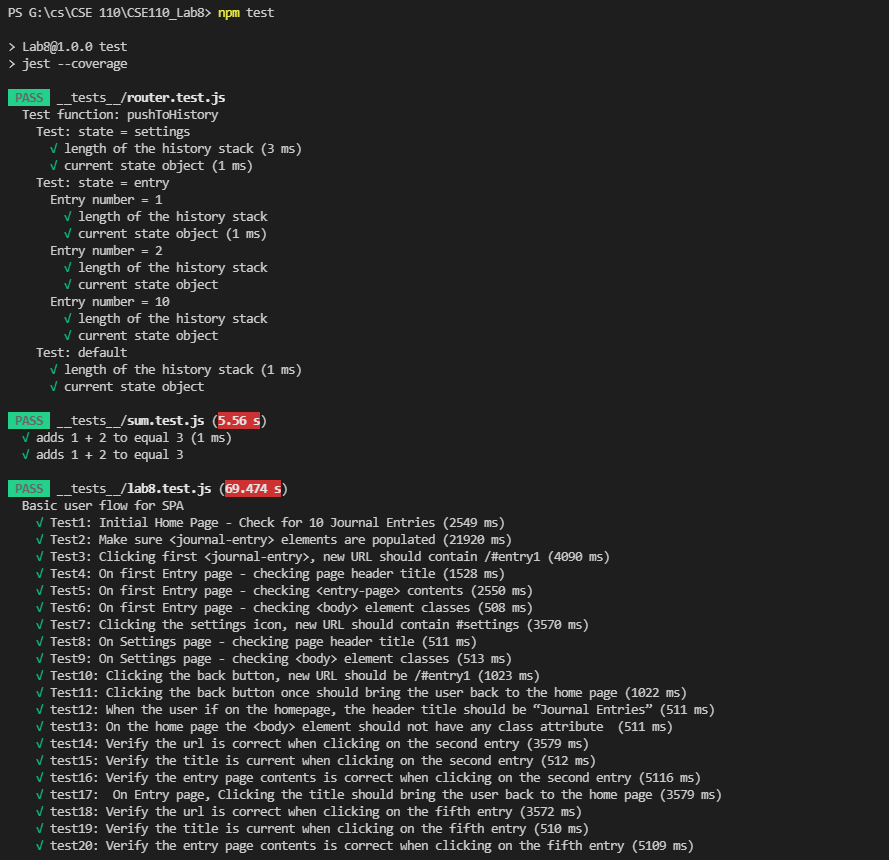 PS G:\cs\CSE 110\CSE110_Lab8> npm test
> Lab8@1.0.0 test
> jest --coverage
PASS __tests__/router.test.js
Test function: pushToHistory
Test: state = settings
√ length of the history stack (3 ms)
√ current state object (1 ms)
Test: state = entry
Entry number = 1
√ length of the history stack
√ current state object (1 ms)
Entry number = 2
√ length of the history stack
√ current state object
Entry number = 10
√ length of the history stack
√ current state object
Test: default
√ length of the history stack (1 ms)
√ current state object
PASS __tests__/sum.test.js (5.56 s)
√ adds 1 + 2 to equal 3 (1 ms)
√ adds 1 + 2 to equal 3
PASS __tests__/lab8.test.js (69.474 s)
Basic user flow for SPA
√ Test1: Initial Home Page - Check for 10 Journal Entries (2549 ms)
√ Test2: Make sure <journal-entry> elements are populated (21920 ms)
√ Test3: Clicking first <journal-entry>, new URL should contain /#entry1 (4090 ms)
√ Test4: On first Entry page - checking page header title (1528 ms)
√ Test5: On first Entry page - checking <entry-page> contents (2550 ms)
√ Test6: On first Entry page - checking <body> element classes (508 ms)
√ Test7: Clicking the settings icon, new URL should contain #settings (3570 ms)
√ Test8: On Settings page - checking page header title (511 ms)
√ Test9: On Settings page - checking <body> element classes (513 ms)
√ Test10: Clicking the back button, new URL should be /#entry1 (1023 ms)
√ Test11: Clicking the back button once should bring the user back to the home page (1022 ms)
√ test12: When the user if on the homepage, the header title should be “Journal Entries” (511 ms)
√ test13: On the home page the <body> element should not have any class attribute  (511 ms)
√ test14: Verify the url is correct when clicking on the second entry (3579 ms)
√ test15: Verify the title is current when clicking on the second entry (512 ms)
√ test16: Verify the entry page contents is correct when clicking on the second entry (5116 ms)
√ test17:  On Entry page, Clicking the title should bring the user back to the home page (3579 ms)
√ test18: Verify the url is correct when clicking on the fifth entry (3572 ms)
√ test19: Verify the title is current when clicking on the fifth entry (510 ms)
√ test20: Verify the entry page contents is correct when clicking on the fifth entry (5109 ms)